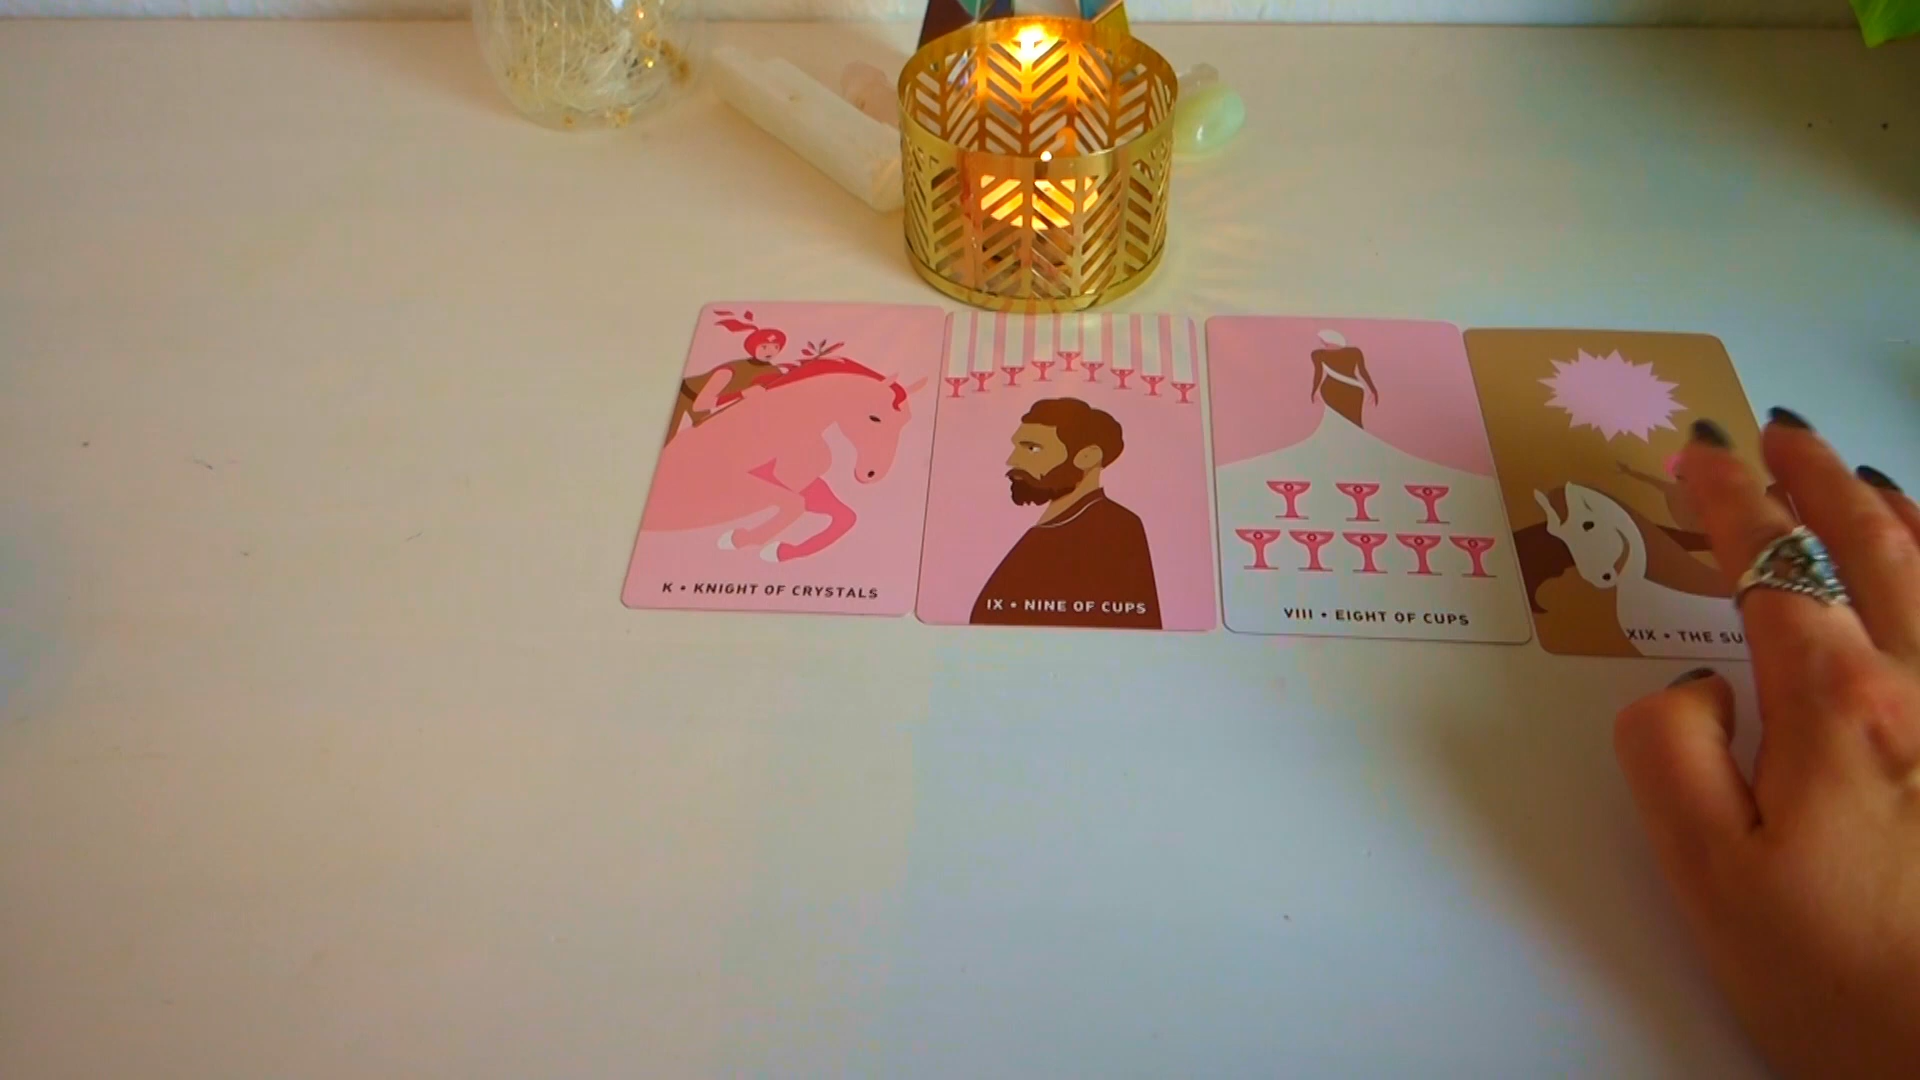 K • KNIGHT OF CRYSTALS
IX • NINE OF CUPS
VIII • EIGHT OF CUPS
XIX • THE SU